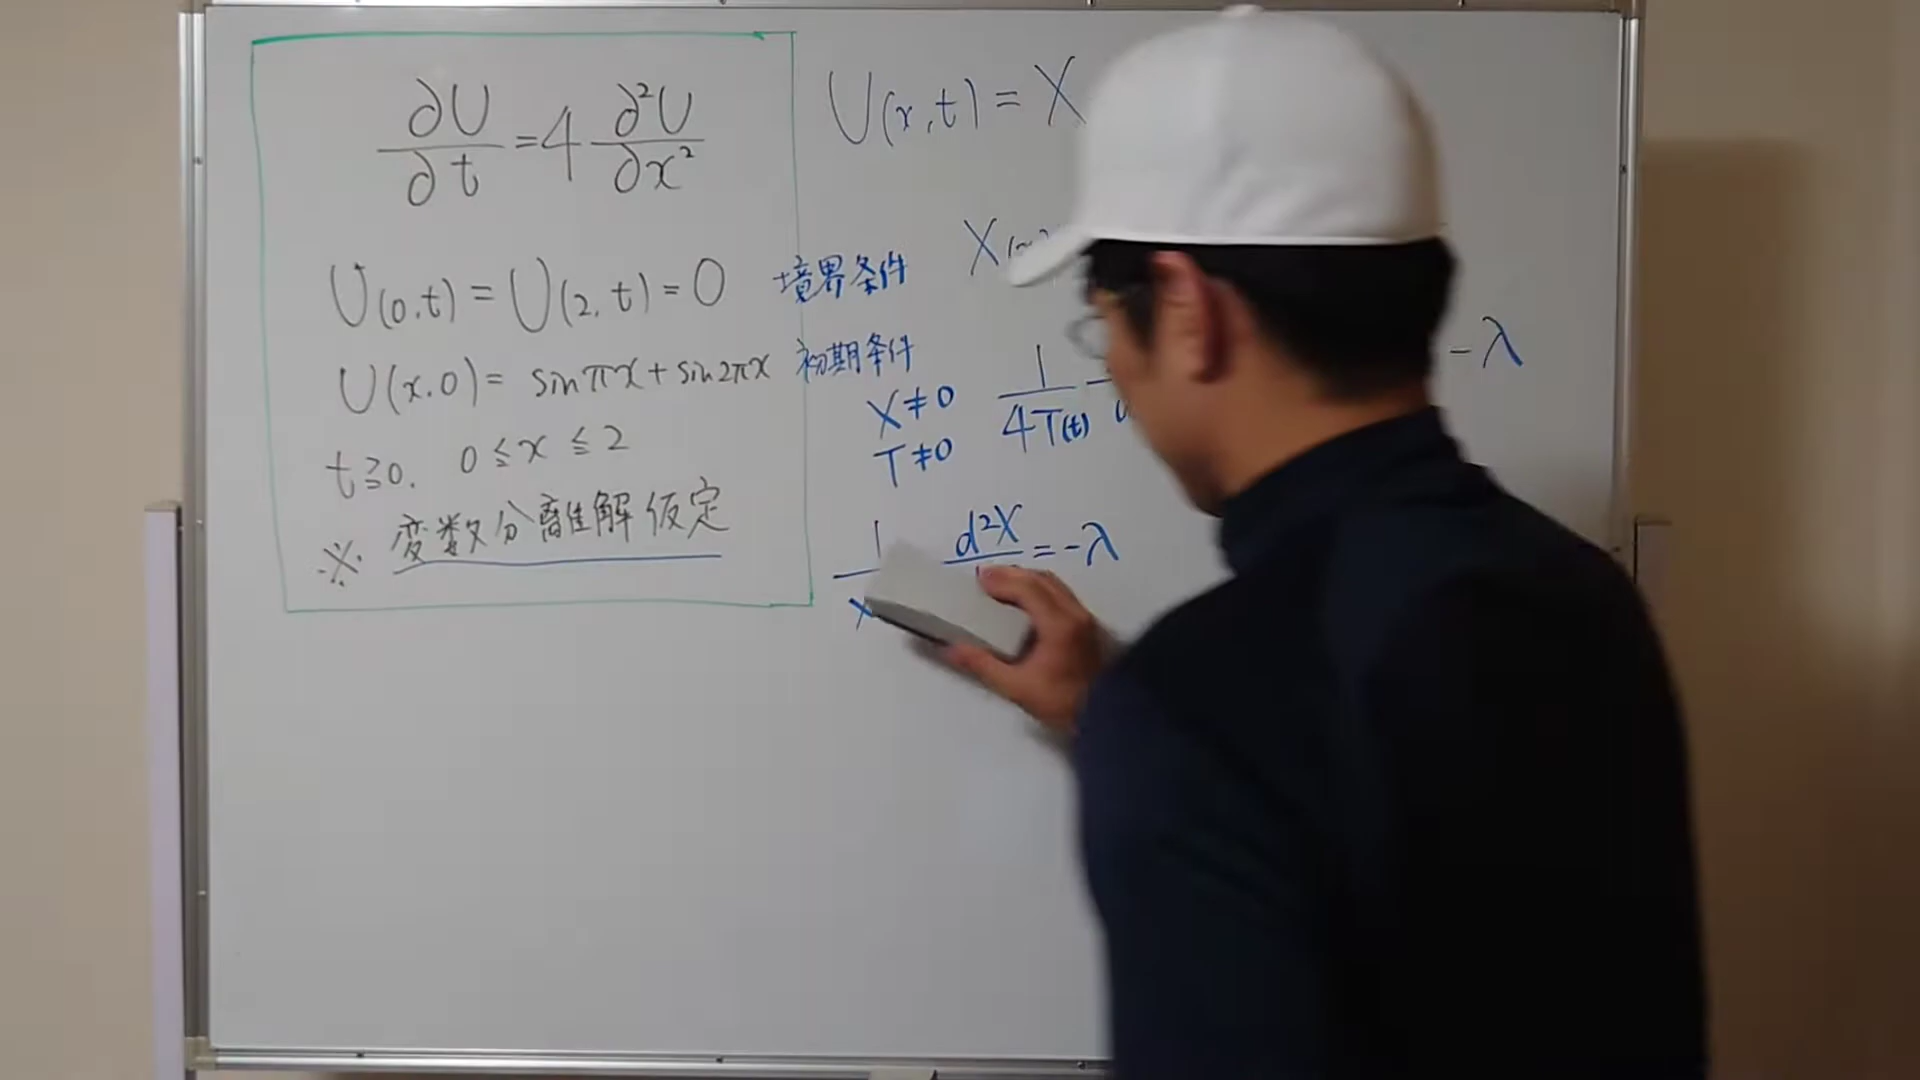 ∂U/∂t = 4 ∂²U/∂x²
U(0,t) = U(2,t) = 0 境界条件
U(x,0) = sinπx + sin2πx 初期条件
t≥0. 0 ≤ x ≤ 2
※ 変数分離解仮定
U(x,t) = X
X
X≠0
T≠0
1/4T(t)
-λ
d²X
= -λ
1